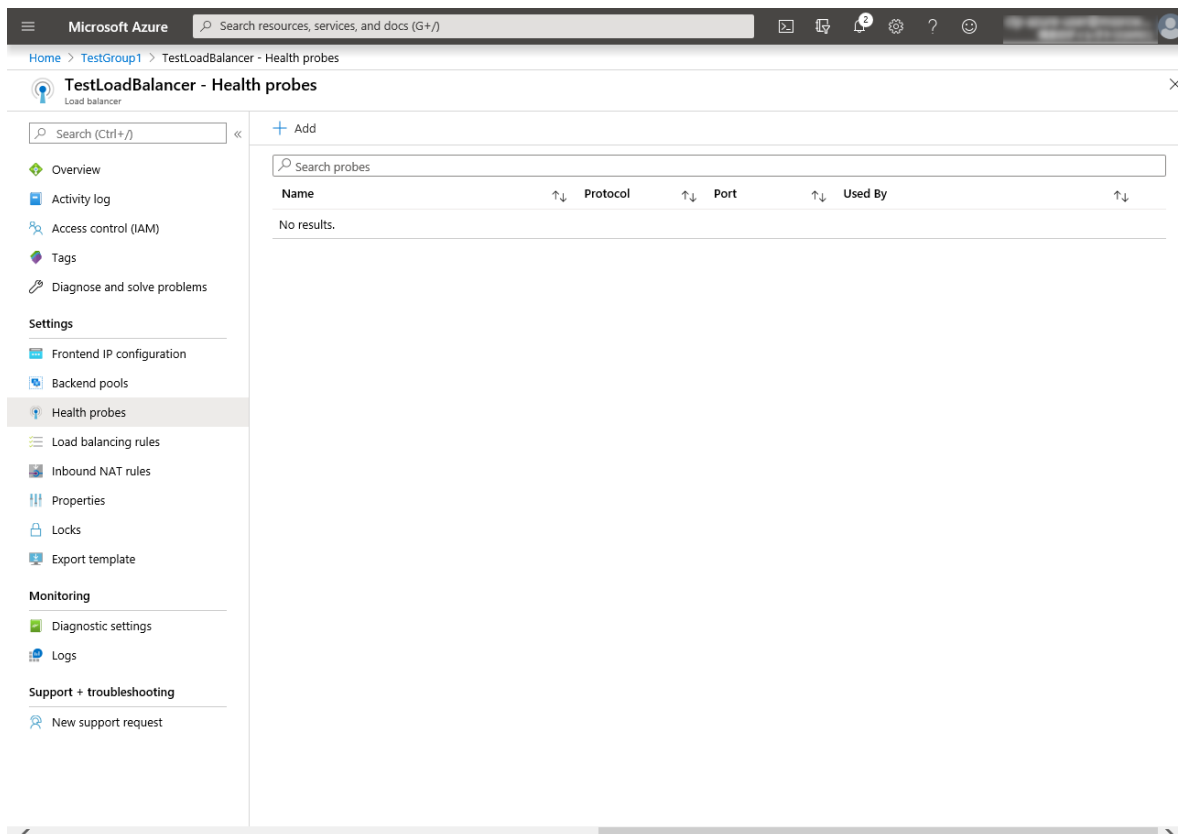 Microsoft Azure
Search resources, services, and docs (G+/)
2
Home > TestGroup1 > TestLoadBalancer - Health probes
TestLoadBalancer - Health probes
Load balancer
Search (Ctrl+/)
Add
Search probes
Name Protocol Port Used By
No results.
Overview
Activity log
Access control (IAM)
Tags
Diagnose and solve problems
Settings
Frontend IP configuration
Backend pools
Health probes
Load balancing rules
Inbound NAT rules
Properties
Locks
Export template
Monitoring
Diagnostic settings
Logs
Support + troubleshooting
New support request